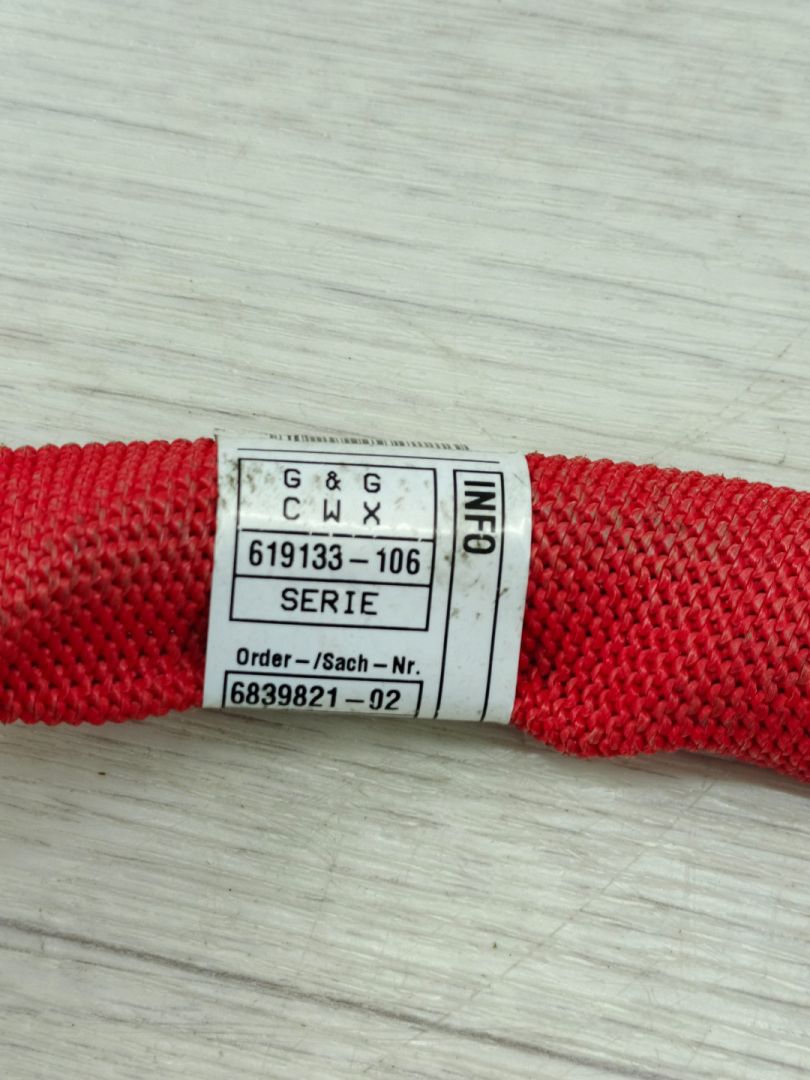 G & G
C W X
619133-106
SERIE
Order-/Sach-Nr.
6839821-02
INFO